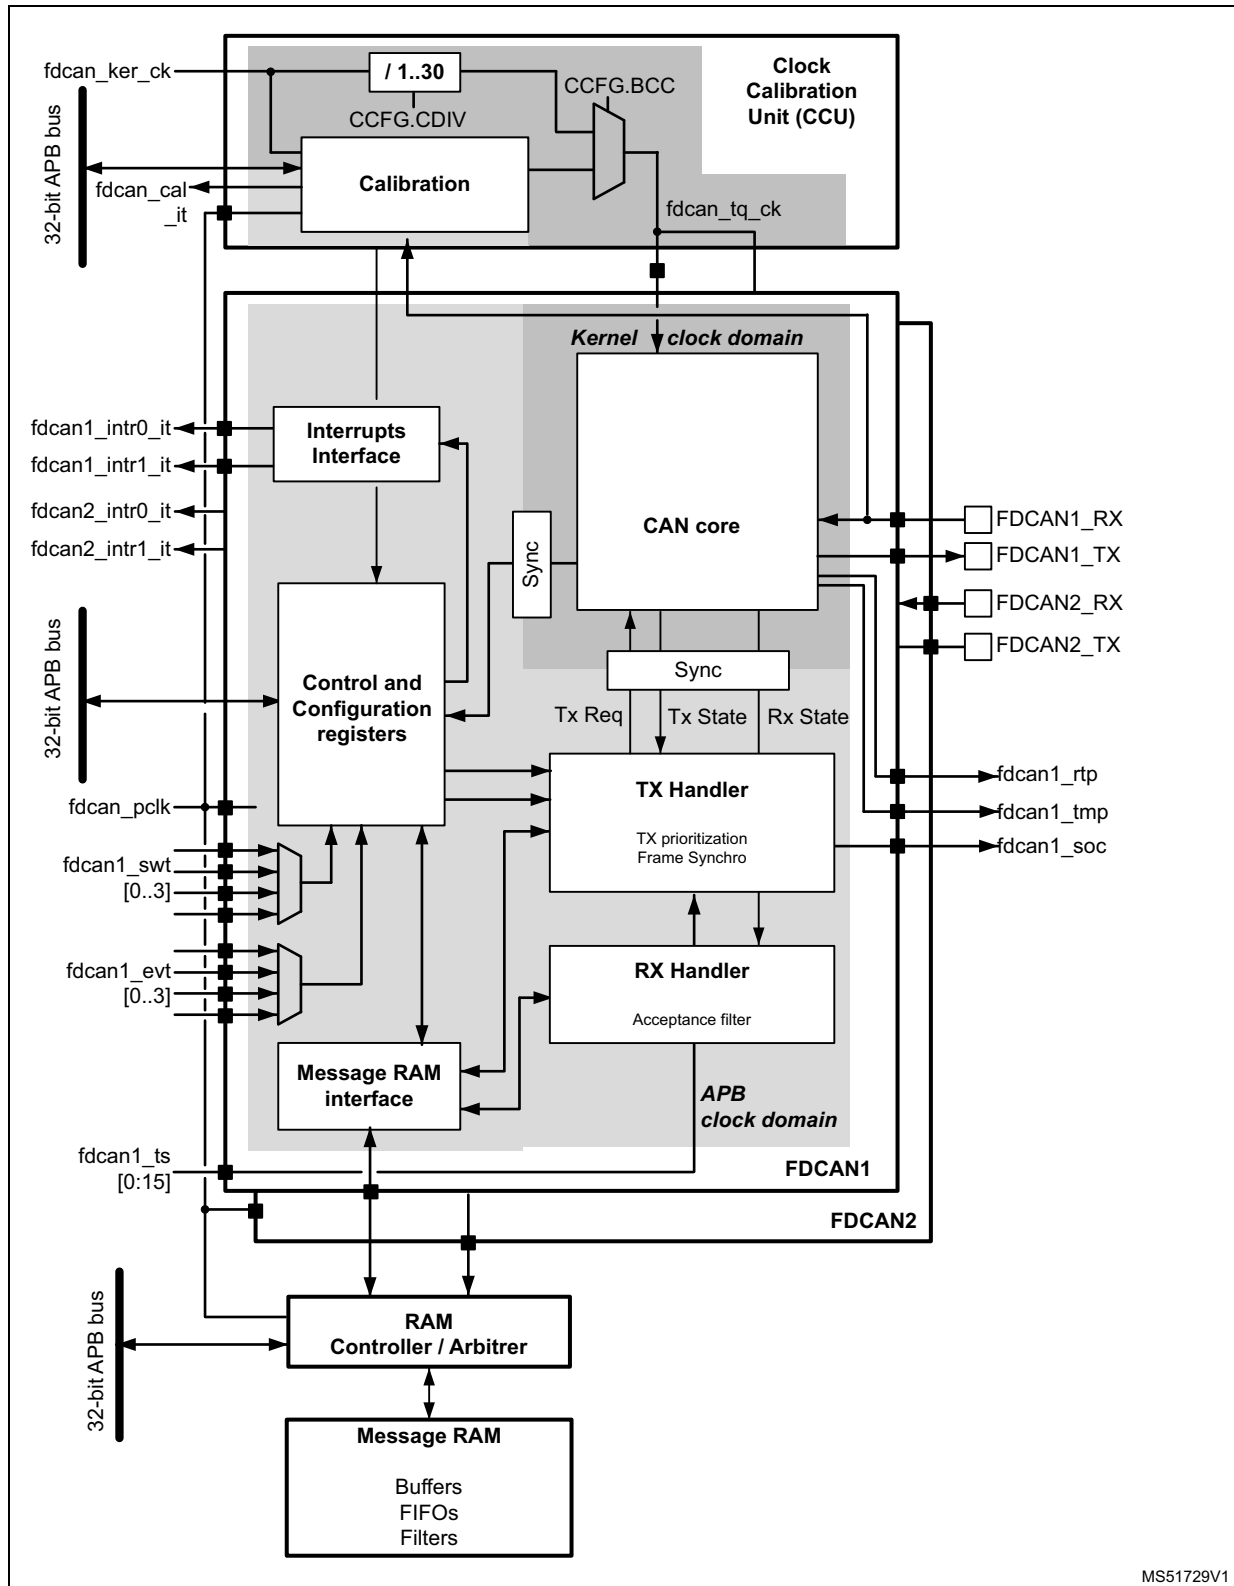 fdcan_ker_ck
/ 1..30
CCFG.BCC
Clock
Calibration
Unit (CCU)
CCFG.CDIV
32-bit APB bus
Calibration
fdcan_cal
_it
fdcan_tq_ck
Kernel clock domain
fdcan1_intr0_it
Interrupts
Interface
fdcan1_intr1_it
fdcan2_intr0_it
fdcan2_intr1_it
CAN core
Sync
FDCAN1_RX
FDCAN1_TX
FDCAN2_RX
FDCAN2_TX
Sync
32-bit APB bus
Control and
Configuration
registers
Tx Req
Tx State
Rx State
TX Handler
TX prioritization
Frame Synchro
fdcan1_rtp
fdcan1_tmp
fdcan1_soc
fdcan_pclk
fdcan1_swt
[0..3]
fdcan1_evt
[0..3]
RX Handler
Acceptance filter
Message RAM
interface
APB
clock domain
fdcan1_ts
[0:15]
FDCAN1
FDCAN2
32-bit APB bus
RAM
Controller / Arbitrer
Message RAM
Buffers
FIFOs
Filters
MS51729V1